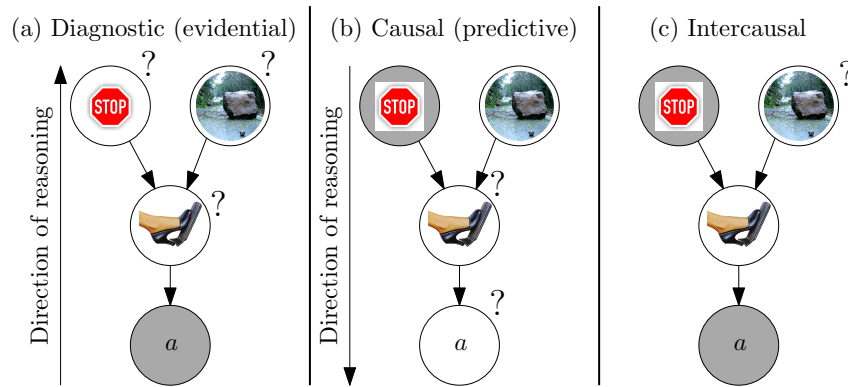 (a) Diagnostic (evidential)
(b) Causal (predictive)
(c) Intercausal
Direction of reasoning
?
?
?
STOP
a
Direction of reasoning
STOP
?
?
a
STOP
?
a